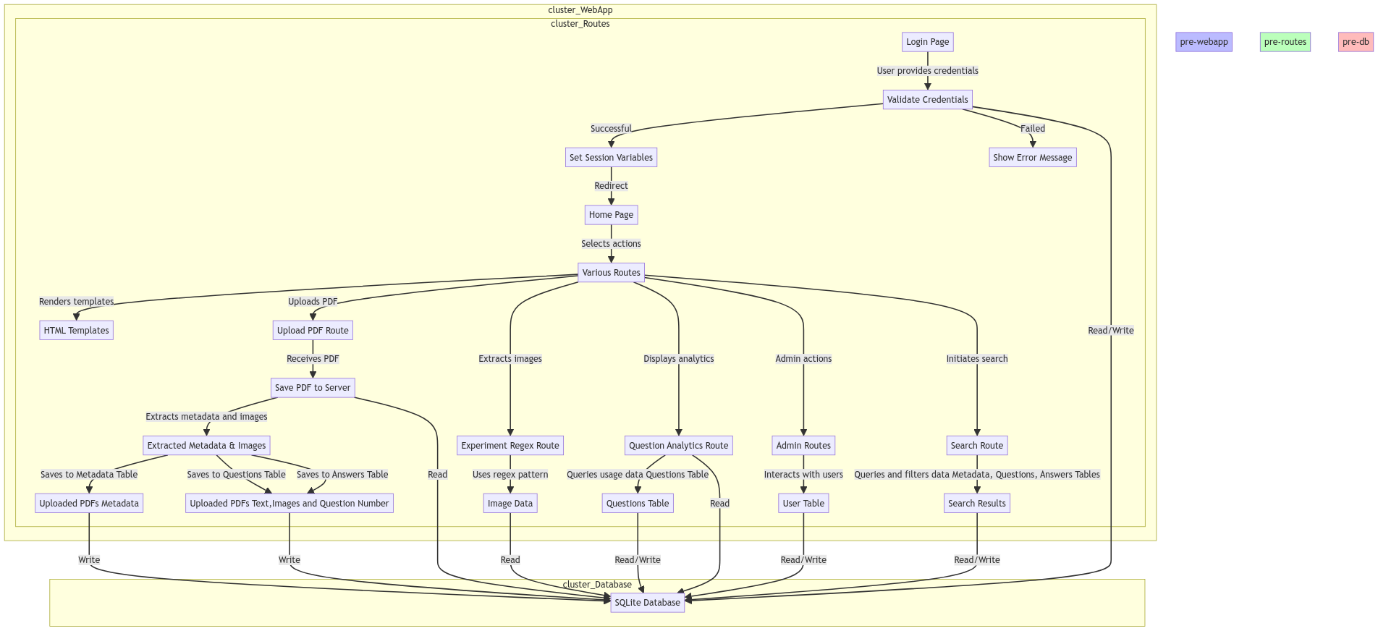 cluster_WebApp
cluster_Routes
Login Page
pre-webapp
pre-routes
pre-db
User provides credentials
Validate Credentials
Successful
Failed
Set Session Variables
Show Error Message
Redirect
Home Page
Selects actions
Various Routes
Renders templates
Uploads PDF
HTML Templates
Upload PDF Route
Read/Write
Receives PDF
Extracts images
Displays analytics
Admin actions
Initiates search
Save PDF to Server
Extracts metadata and images
Extracted Metadata & Images
Experiment Regex Route
Question Analytics Route
Admin Routes
Search Route
Saves to Metadata Table
Saves to Questions Table
Saves to Answers Table
Read
Uses regex pattern
Queries usage data Questions Table
Interacts with users
Queries and filters data Metadata, Questions, Answers Tables
Uploaded PDFs Metadata
Uploaded PDFs Text,Images and Question Number
Image Data
Questions Table
Read
User Table
Search Results
Write
Write
Read
Read/Write
Read/Write
Read/Write
cluster_Database
SQLite Database